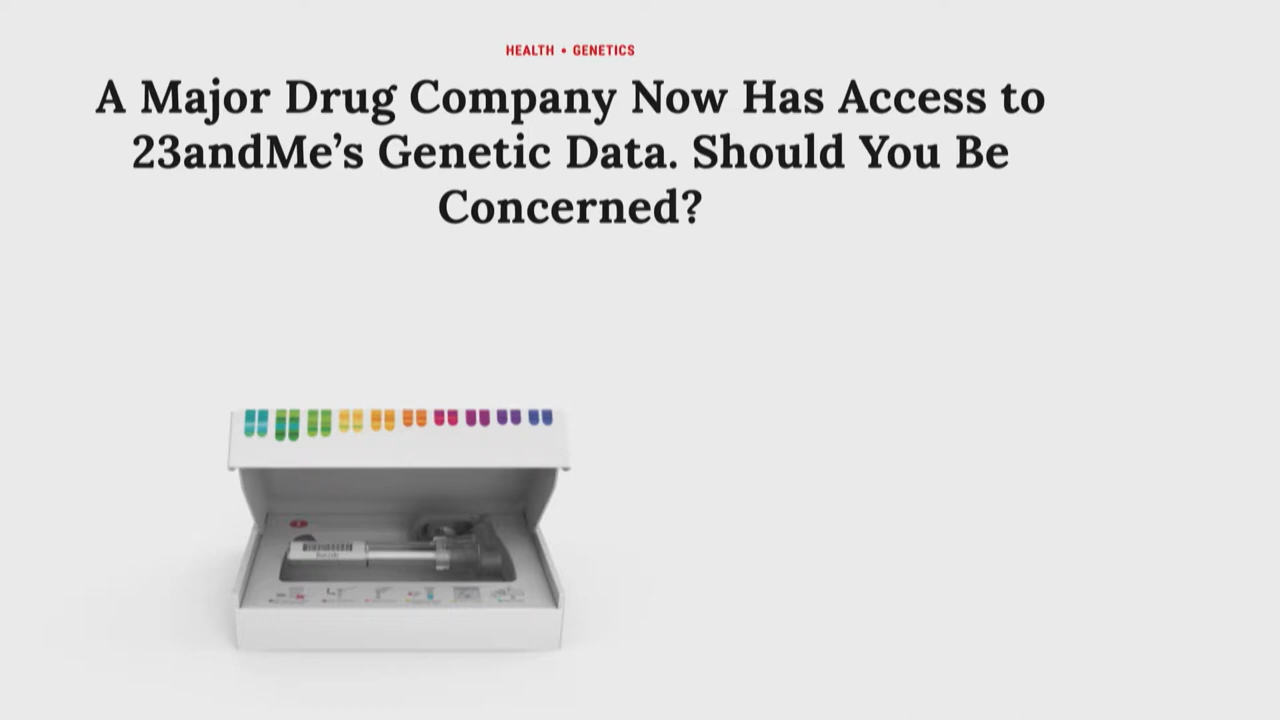 HEALTH • GENETICS
A Major Drug Company Now Has Access to
23andMe’s Genetic Data. Should You Be
Concerned?